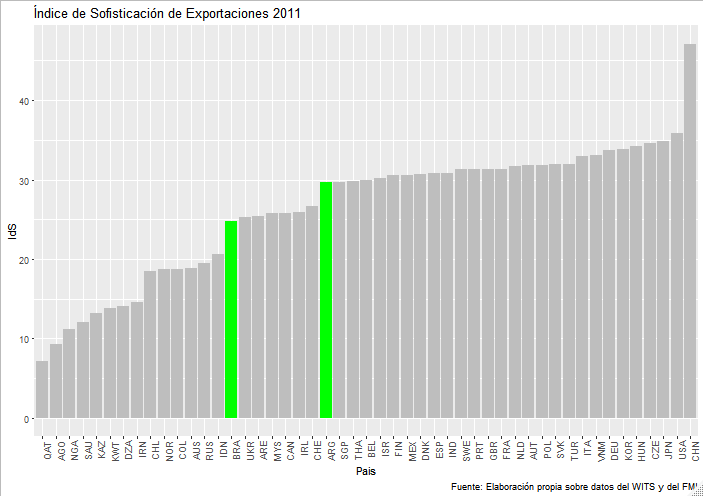 Índice de Sofisticación de Exportaciones 2011
IdS
40
30
20
10
0
QAT AGO NGA SAU KAZ KWT DZA IRN CHL NOR COL AUS RUS IDN BRA UKR ARE MYS CAN IRL CHE ARG SGP THA BEL ISR FIN MEX DNK ESP IND SWE PRT GBR FRA NLD AUT POL SVK TUR ITA VNM DEU KOR HUN CZE JPN USA CHN
Pais
Fuente: Elaboración propia sobre datos del WITS y del FMI